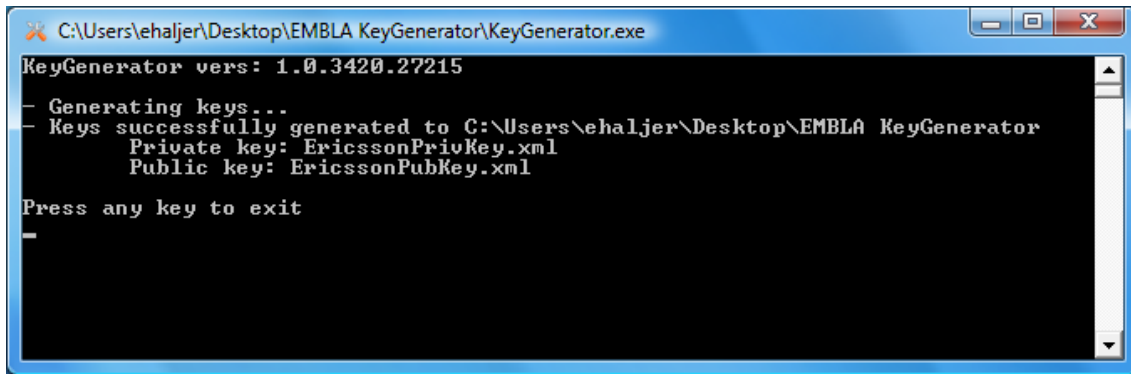 C:\Users\ehaljer\Desktop\EMBLA KeyGenerator\KeyGenerator.exe
KeyGenerator vers: 1.0.3420.27215
- Generating keys...
- Keys successfully generated to C:\Users\ehaljer\Desktop\EMBLA KeyGenerator
Private key: EricssonPrivKey.xml
Public key: EricssonPubKey.xml
Press any key to exit